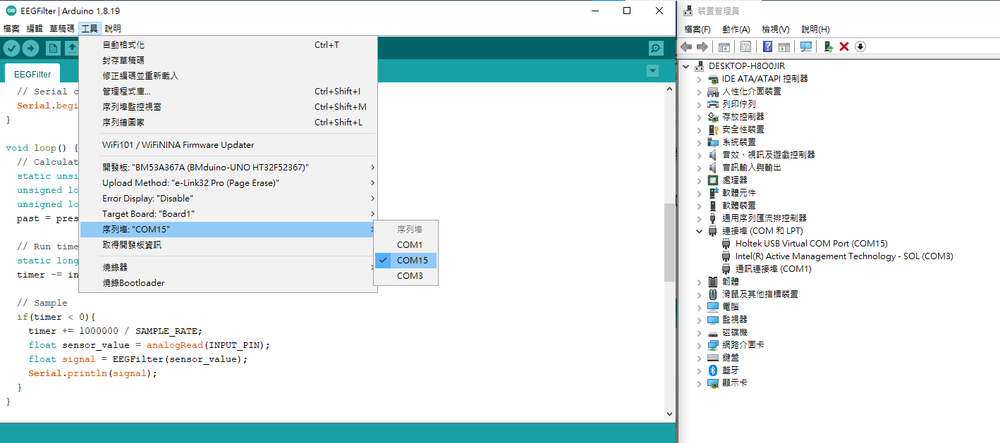 EEGFilter | Arduino 1.8.19
檔案 編輯 草稿碼 工具 說明
EEGFilter
// Serial c
Serial.begi
}
void loop() {
// Calculat
static unsi
unsigned lo
unsigned lo
past = pres
// Run time
static long
timer -= in
// Sample
if(timer < 0){
timer += 1000000 / SAMPLE_RATE;
float sensor_value = analogRead(INPUT_PIN);
float signal = EEGFilter(sensor_value);
Serial.println(signal);
}
}
自動格式化 Ctrl+T
封存草稿碼
修正編碼並重新載入
管理程式庫... Ctrl+Shift+I
序列埠監控視窗 Ctrl+Shift+M
序列繪圖家 Ctrl+Shift+L
WiFi101 / WiFiNINA Firmware Updater
開發板: "BM53A367A (BMduino-UNO HT32F52367)"
Upload Method: "e-Link32 Pro (Page Erase)"
Error Display: "Disable"
Target Board: "Board1"
序列埠: "COM15"
取得開發板資訊
燒錄器
燒錄Bootloader
序列埠
COM1
COM15
COM3
裝置管理員
檔案(F) 動作(A) 檢視(V) 說明(H)
DESKTOP-H8O0JIR
IDE ATA/ATAPI 控制器
人性化介面裝置
列印佇列
存放控制器
安全性裝置
系統裝置
音效、視訊及遊戲控制器
音訊輸入與輸出
處理器
軟體元件
軟體裝置
通用序列匯流排控制器
連接埠 (COM 和 LPT)
Holtek USB Virtual COM Port (COM15)
Intel(R) Active Management Technology - SOL (COM3)
通訊連接埠 (COM1)
韌體
滑鼠及其他指標裝置
電腦
監視器
磁碟機
網路介面卡
鍵盤
藍牙
顯示卡